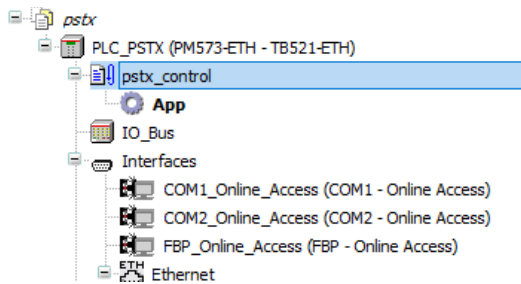 pstx
PLC_PSTX (PM573-ETH - TB521-ETH)
pstx_control
App
IO_Bus
Interfaces
COM1_Online_Access (COM1 - Online Access)
COM2_Online_Access (COM2 - Online Access)
FBP_Online_Access (FBP - Online Access)
ETH Ethernet